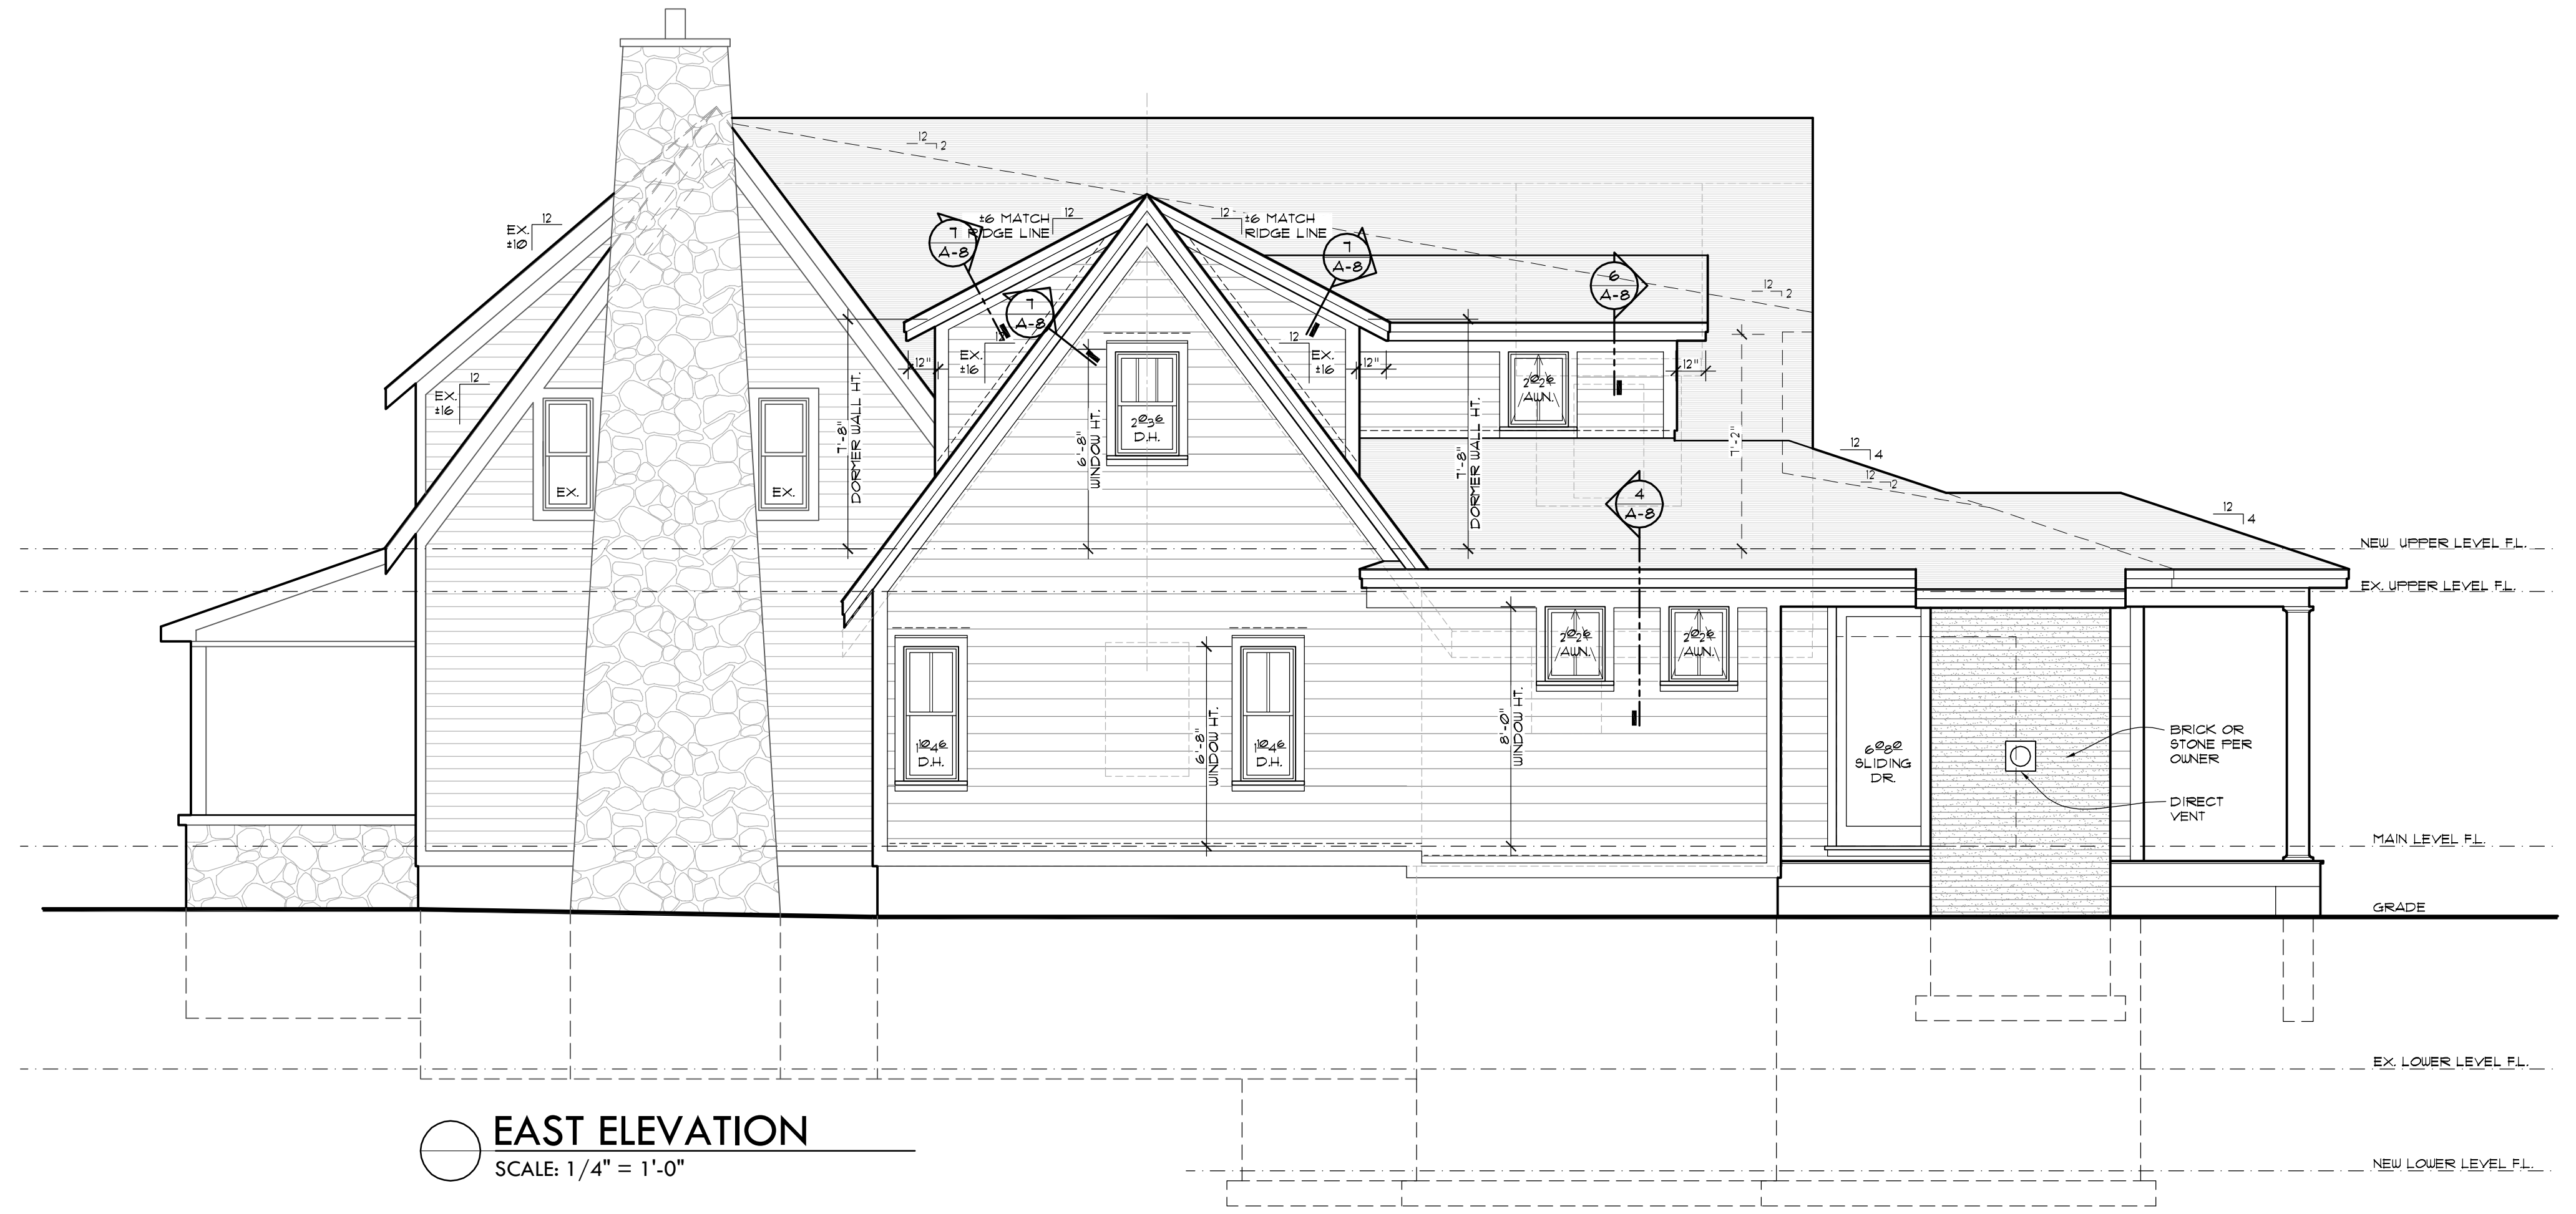 12
2
12
EX.
±10
±6 MATCH
RIDGE LINE
12
12
±6 MATCH
RIDGE LINE
7
A-8
7
A-8
7
A-8
6
A-8
12
2
12
EX.
±16
12
EX.
±16
12
EX.
±16
12"
12"
12"
2026
AWN.
2036
D.H.
7'-8"
DORMER WALL HT.
6'-8"
WINDOW HT.
7'-8"
DORMER WALL HT.
7'-2"
12
4
12
2
12
4
EX.
EX.
4
A-8
NEW UPPER LEVEL F.L.
EX. UPPER LEVEL F.L.
2026
AWN.
2026
AWN.
1046
D.H.
1046
D.H.
6'-8"
WINDOW HT.
8'-0"
WINDOW HT.
6080
SLIDING
DR.
BRICK OR
STONE PER
OWNER
DIRECT
VENT
MAIN LEVEL F.L.
GRADE
EX. LOWER LEVEL F.L.
NEW LOWER LEVEL F.L.
EAST ELEVATION
SCALE: 1/4" = 1'-0"